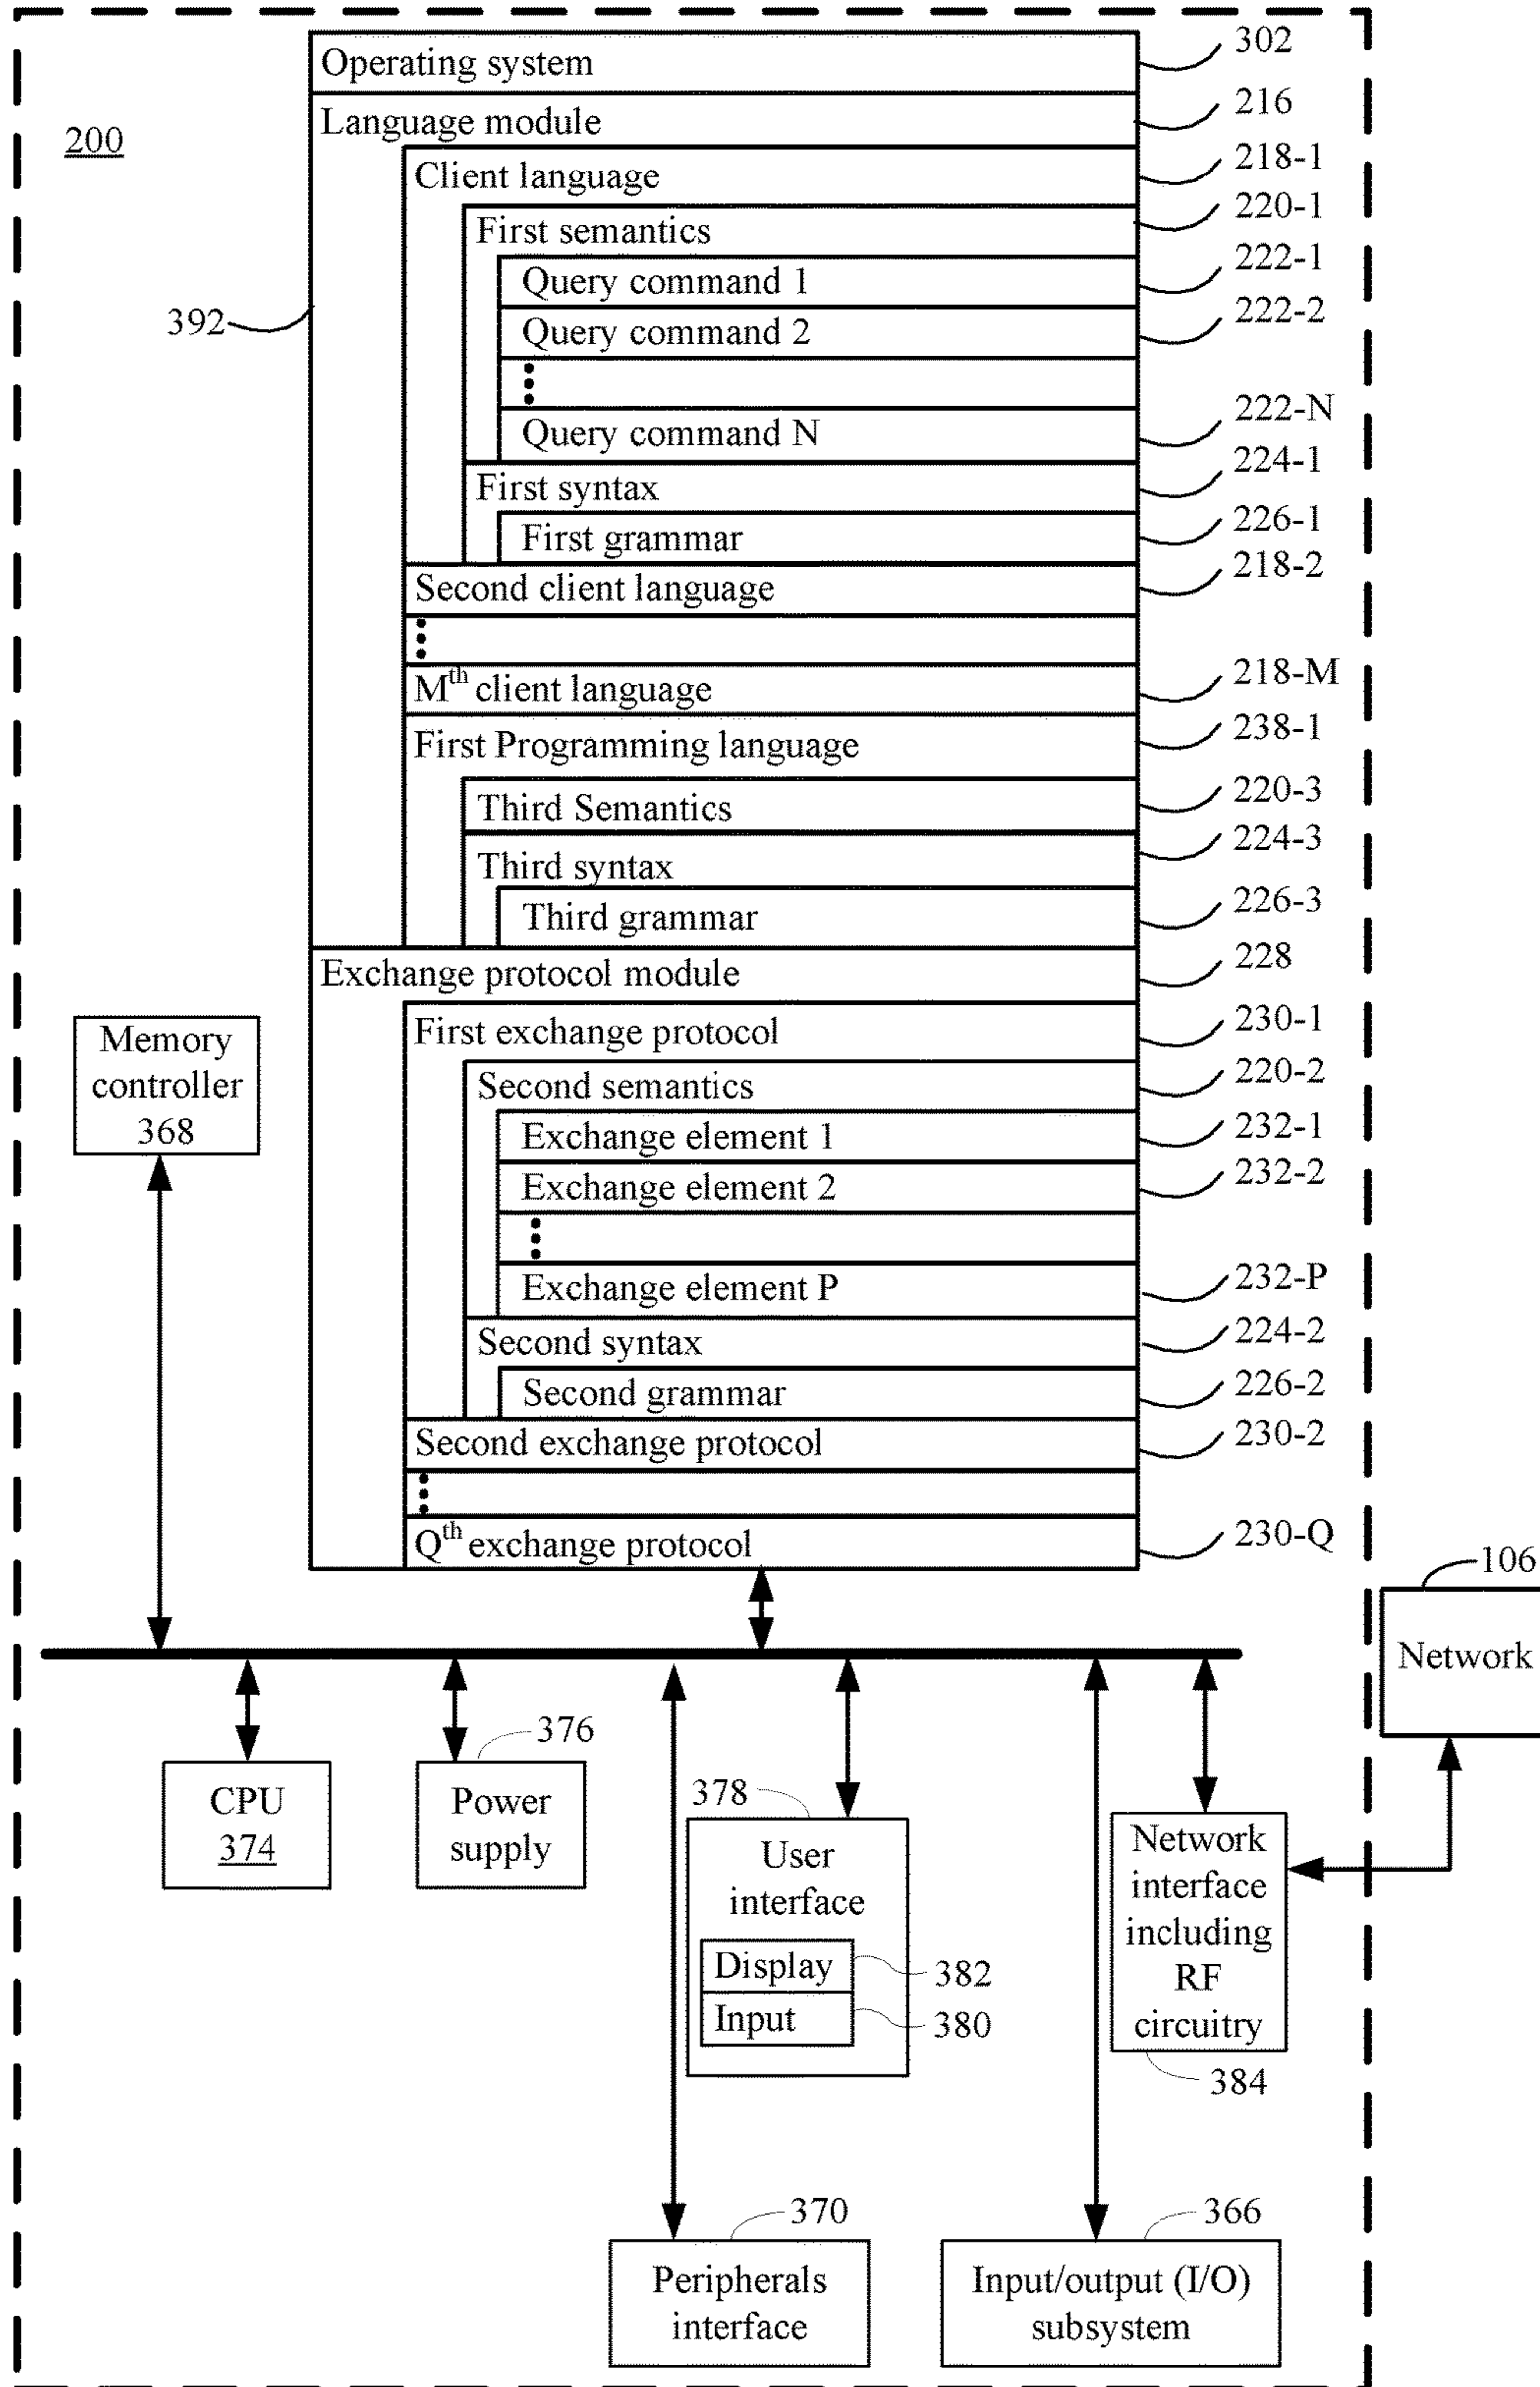 200
Operating system
302
Language module
216
Client language
218-1
First semantics
220-1
Query command 1
222-1
Query command 2
222-2
Query command N
222-N
First syntax
224-1
First grammar
226-1
Second client language
218-2
Mth client language
218-M
First Programming language
238-1
Third Semantics
220-3
Third syntax
224-3
Third grammar
226-3
Exchange protocol module
228
First exchange protocol
230-1
Second semantics
220-2
Exchange element 1
232-1
Exchange element 2
232-2
Exchange element P
232-P
Second syntax
224-2
Second grammar
226-2
Second exchange protocol
230-2
Qth exchange protocol
230-Q
392
Memory
controller
368
106
Network
CPU
374
376
Power
supply
378
User
interface
Display
382
Input
380
Network
interface
including
RF
circuitry
384
370
Peripherals
interface
366
Input/output (I/O)
subsystem